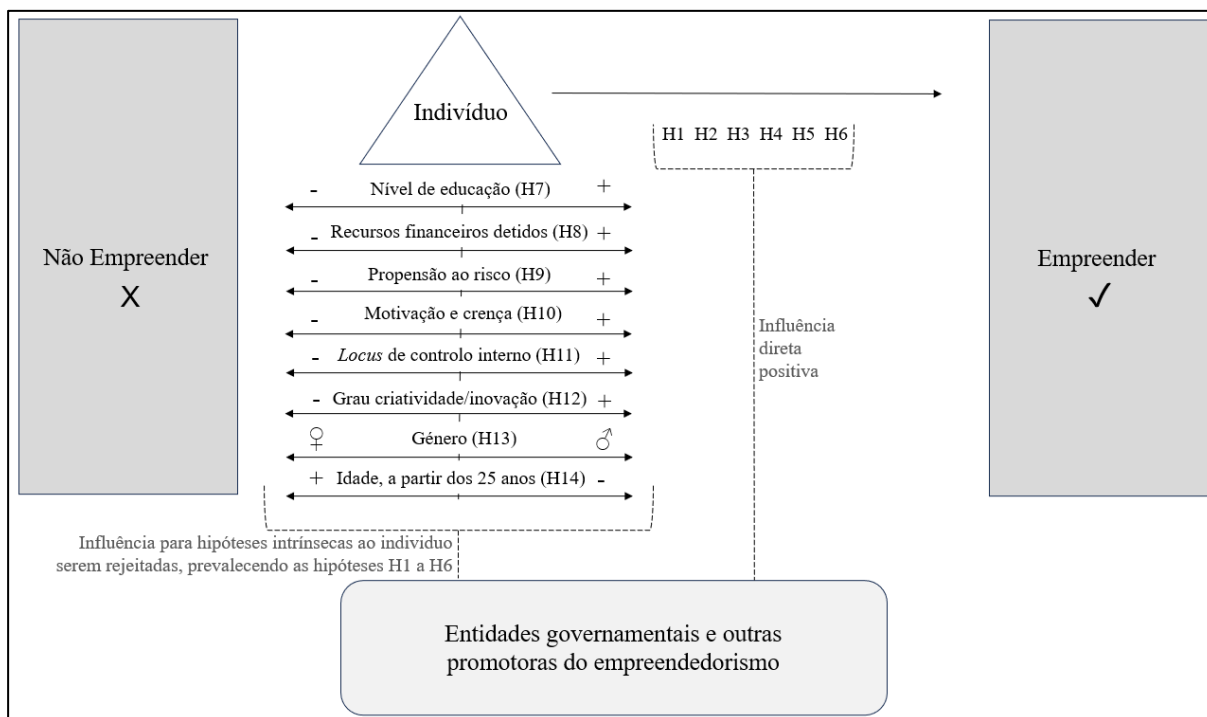 Indivíduo
H1 H2 H3 H4 H5 H6
- Nível de educação (H7) +
- Recursos financeiros detidos (H8) +
- Propensão ao risco (H9) +
- Motivação e crença (H10) +
- Locus de controlo interno (H11) +
- Grau criatividade/inovação (H12) +
♀ Género (H13) ♂
+ Idade, a partir dos 25 anos (H14) -
Não Empreender
X
Empreender
✓
Influência
direta
positiva
Influência para hipóteses intrínsecas ao individuo
serem rejeitadas, prevalecendo as hipóteses H1 a H6
Entidades governamentais e outras
promotoras do empreendedorismo